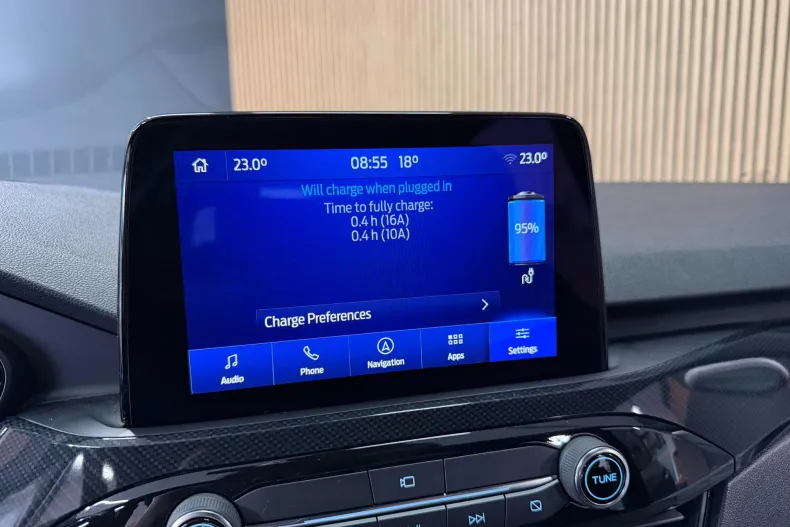 23.0° 08:55 18° 23.0°
Will charge when plugged in
Time to fully charge:
0.4 h (16A)
0.4 h (10A)
95%
Charge Preferences
Audio Phone Navigation Apps Settings
TUNE